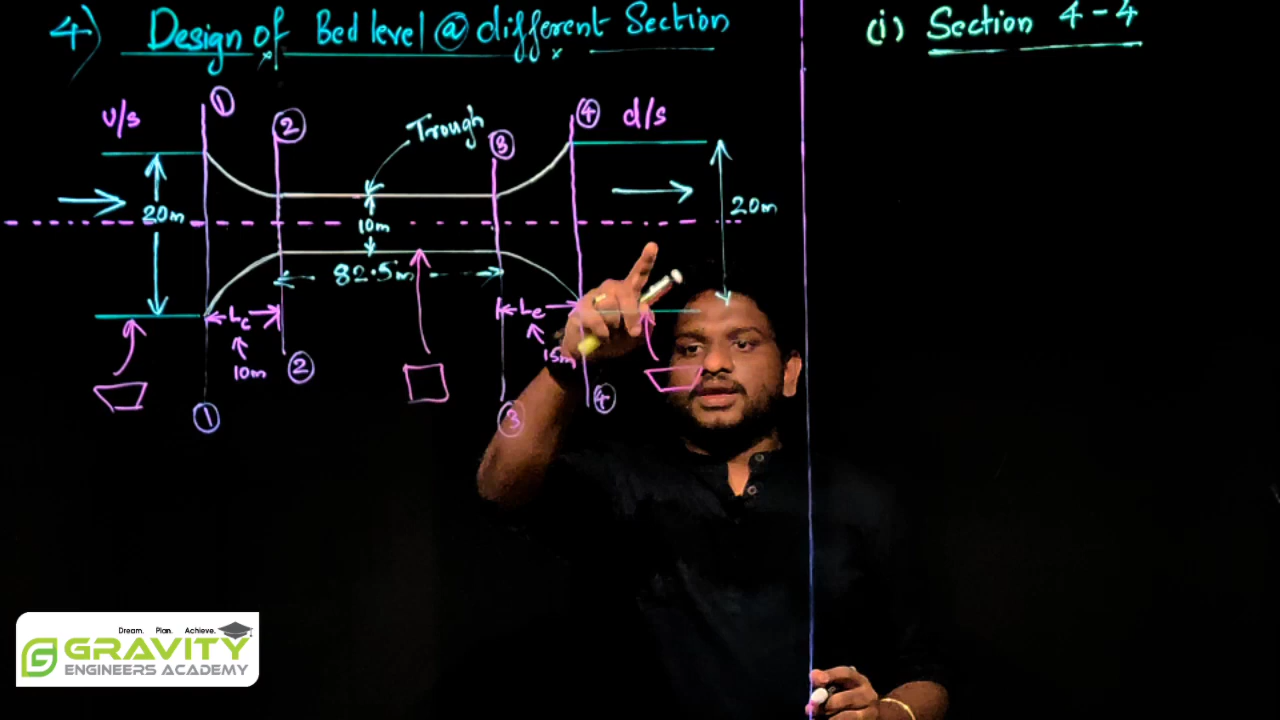 4) Design of Bed level @ different Section
(i) Section 4-4
u/s
1
2
Trough
3
4
d/s
20m
10m
20m
82.5m
Lc
10m
Le
15m
1
2
3
4
Dream. Plan. Achieve.
GRAVITY
ENGINEERS ACADEMY